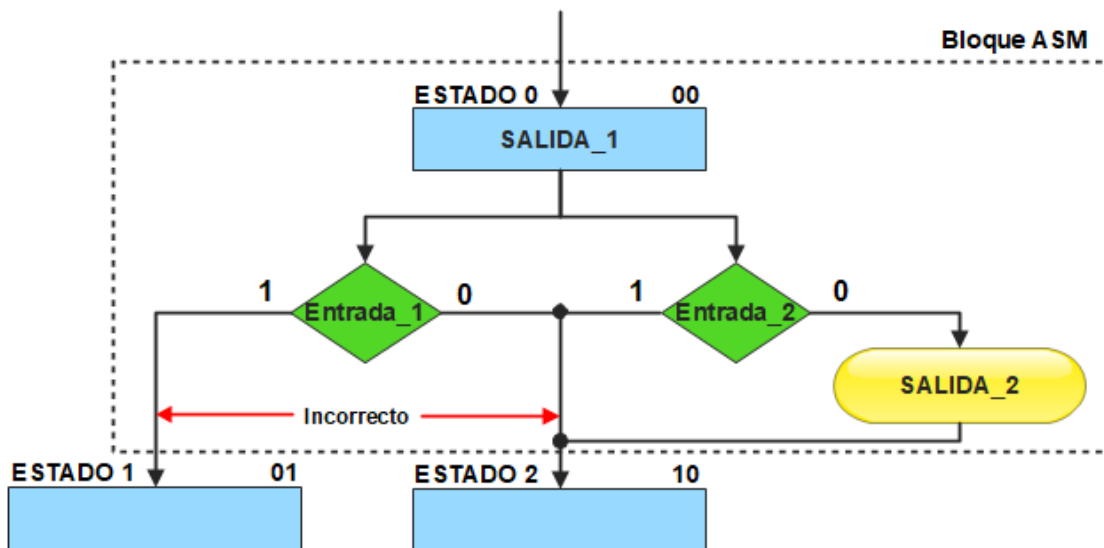 Bloque ASM
ESTADO 0 00
SALIDA_1
1 Entrada_1 0 1 Entrada_2 0
SALIDA_2
Incorrecto
ESTADO 1 01 ESTADO 2 10